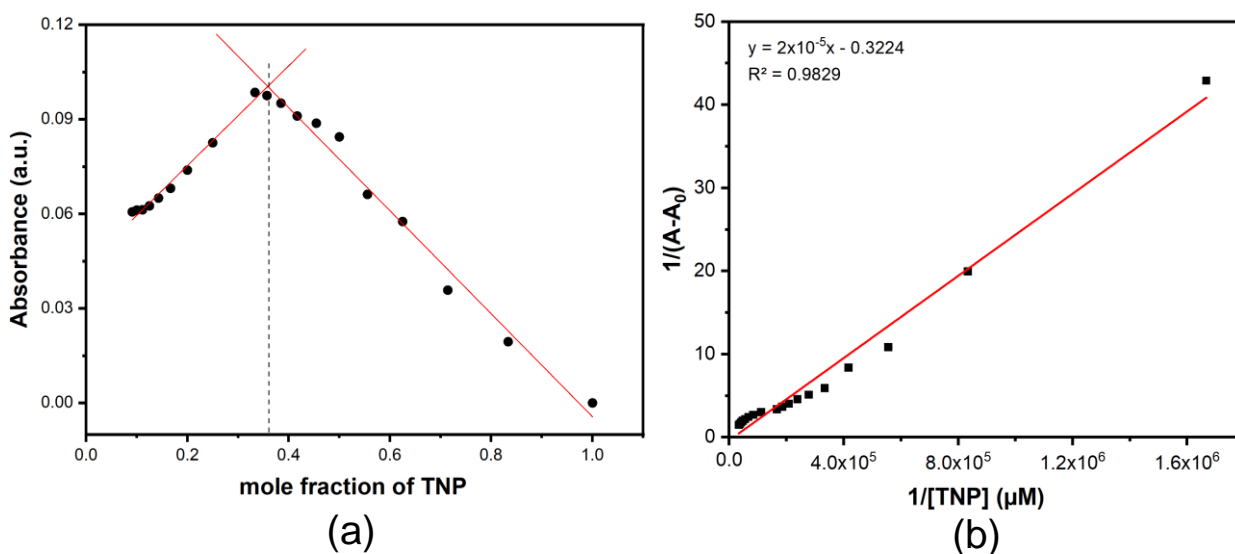 0.12
0.09
0.06
0.03
0.00
Absorbance (a.u.)
0.0 0.2 0.4 0.6 0.8 1.0
mole fraction of TNP
(a)
y = 2x10⁻⁵x - 0.3224
R² = 0.9829
50
40
30
20
10
0
1/(A-A₀)
0.0 4.0x10⁵ 8.0x10⁵ 1.2x10⁶ 1.6x10⁶
1/[TNP] (µM)
(b)